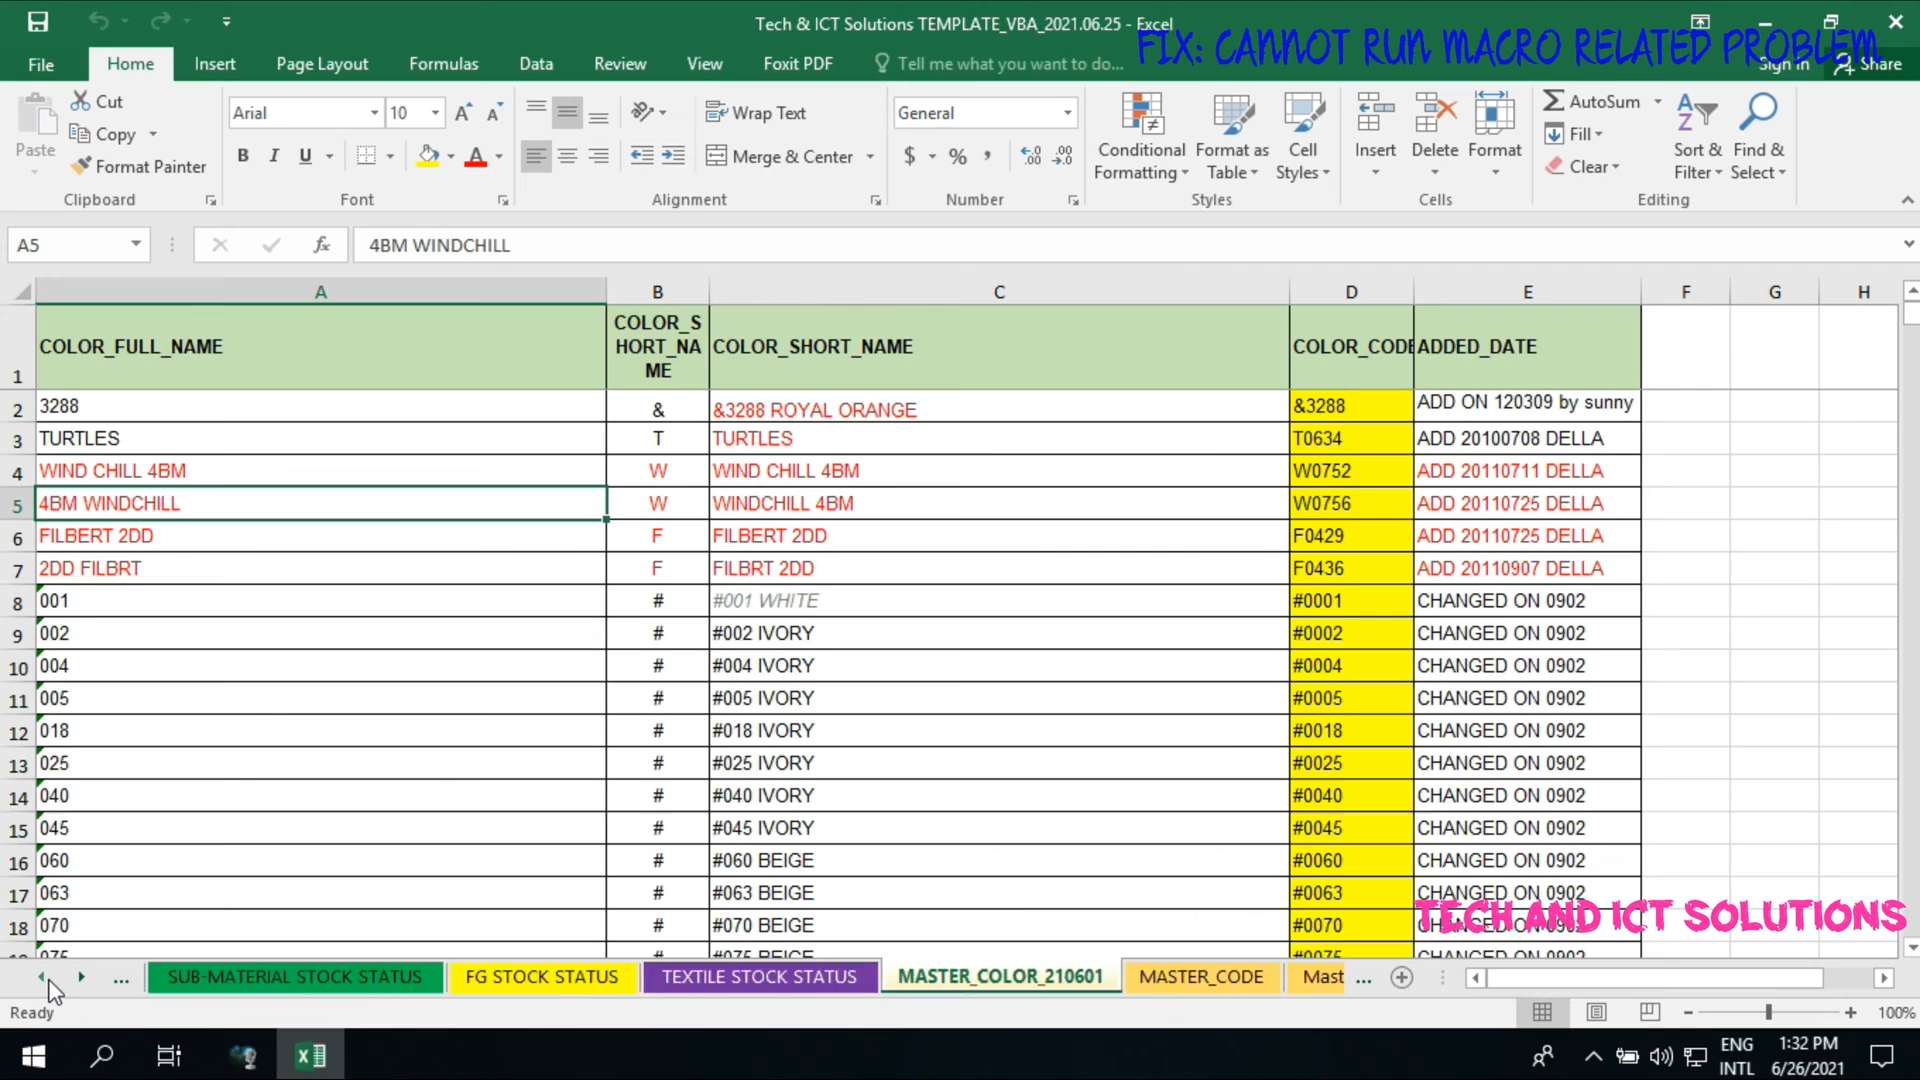 Tech & ICT Solutions TEMPLATE_VBA_2021.06.25 - Excel
FIX: CANNOT RUN MACRO RELATED PROBLEM
File Home Insert Page Layout Formulas Data Review View Foxit PDF Tell me what you want to do... Sign in Share
Paste
Cut
Copy
Format Painter
Clipboard
Arial 10
B I U A
Font
Wrap Text
Merge & Center
Alignment
General
$ %
Number
Conditional Formatting
Format as Table
Cell Styles
Styles
Insert Delete Format
Cells
AutoSum
Fill
Clear
Sort & Filter
Find & Select
Editing
A5 fx 4BM WINDCHILL
A B C D E F G H
1 COLOR_FULL_NAME COLOR_SHORT_NAME COLOR_SHORT_NAME COLOR_CODE ADDED_DATE
2 3288 & &3288 ROYAL ORANGE &3288 ADD ON 120309 by sunny
3 TURTLES T TURTLES T0634 ADD 20100708 DELLA
4 WIND CHILL 4BM W WIND CHILL 4BM W0752 ADD 20110711 DELLA
5 4BM WINDCHILL W WINDCHILL 4BM W0756 ADD 20110725 DELLA
6 FILBERT 2DD F FILBERT 2DD F0429 ADD 20110725 DELLA
7 2DD FILBRT F FILBRT 2DD F0436 ADD 20110907 DELLA
8 001 # #001 WHITE #0001 CHANGED ON 0902
9 002 # #002 IVORY #0002 CHANGED ON 0902
10 004 # #004 IVORY #0004 CHANGED ON 0902
11 005 # #005 IVORY #0005 CHANGED ON 0902
12 018 # #018 IVORY #0018 CHANGED ON 0902
13 025 # #025 IVORY #0025 CHANGED ON 0902
14 040 # #040 IVORY #0040 CHANGED ON 0902
15 045 # #045 IVORY #0045 CHANGED ON 0902
16 060 # #060 BEIGE #0060 CHANGED ON 0902
17 063 # #063 BEIGE #0063 CHANGED ON 0902
18 070 # #070 BEIGE #0070 CHANGED ON 0902
TECH AND ICT SOLUTIONS
075 # #075 BEIGE #0075 CHANGED ON 0902
... SUB-MATERIAL STOCK STATUS FG STOCK STATUS TEXTILE STOCK STATUS MASTER_COLOR_210601 MASTER_CODE Mast ...
Ready 100%
ENG 1:32 PM
INTL 6/26/2021